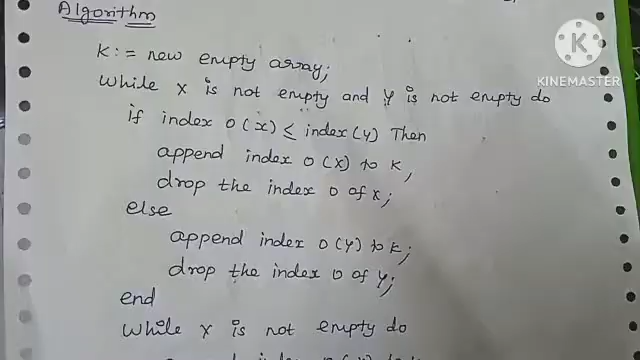 Algorithm
K := new empty array;
While X is not empty and Y is not empty do
if index 0(x) ≤ index(y) Then
append index 0(X) to K,
drop the index 0 of X;
else
append index 0(Y) to K;
drop the index 0 of Y;
end
While X is not empty do
K
KINEMASTER